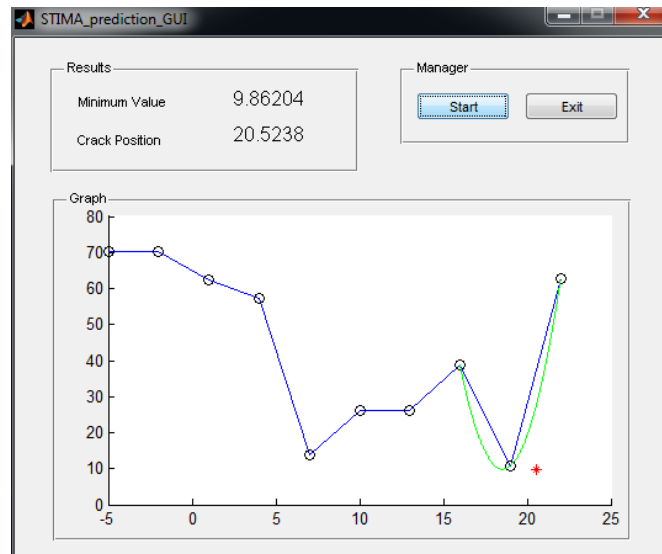 STIMA_prediction_GUI
Results
Minimum Value 9.86204
Crack Position 20.5238
Manager
Start Exit
Graph
80
70
60
50
40
30
20
10
0
-5 0 5 10 15 20 25